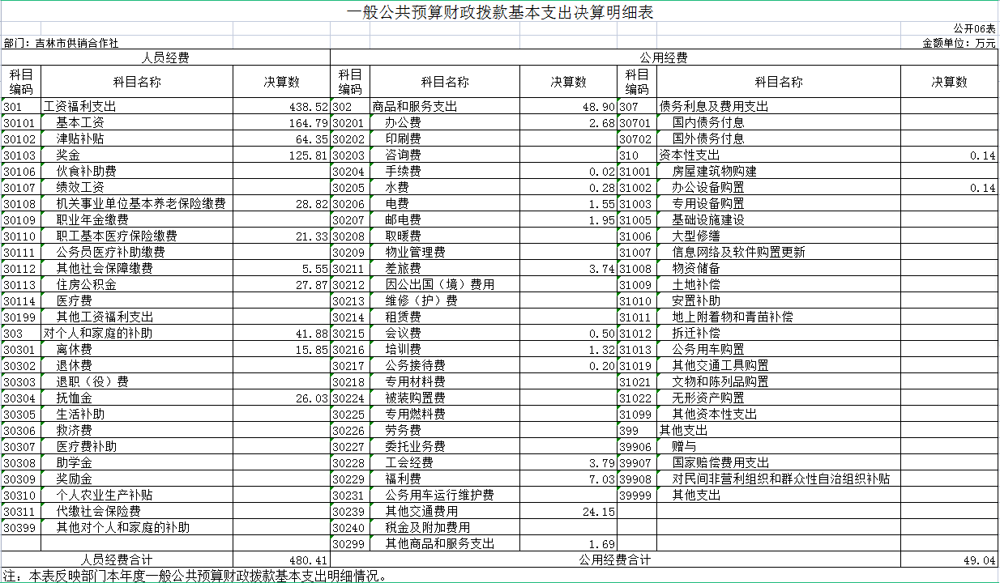 一般公共预算财政拨款基本支出决算明细表
公开06表
部门：吉林市供销合作社 金额单位：万元
人员经费 公用经费
科目编码 科目名称 决算数 科目编码 科目名称 决算数 科目编码 科目名称 决算数
301 工资福利支出 438.52 302 商品和服务支出 48.90 307 债务利息及费用支出
30101 基本工资 164.79 30201 办公费 2.68 30701 国内债务付息
30102 津贴补贴 64.35 30202 印刷费 30702 国外债务付息
30103 奖金 125.81 30203 咨询费 310 资本性支出 0.14
30106 伙食补助费 30204 手续费 0.02 31001 房屋建筑物购建
30107 绩效工资 30205 水费 0.28 31002 办公设备购置 0.14
30108 机关事业单位基本养老保险缴费 28.82 30206 电费 1.55 31003 专用设备购置
30109 职业年金缴费 30207 邮电费 1.95 31005 基础设施建设
30110 职工基本医疗保险缴费 21.33 30208 取暖费 31006 大型修缮
30111 公务员医疗补助缴费 30209 物业管理费 31007 信息网络及软件购置更新
30112 其他社会保障缴费 5.55 30211 差旅费 3.74 31008 物资储备
30113 住房公积金 27.87 30212 因公出国（境）费用 31009 土地补偿
30114 医疗费 30213 维修（护）费 31010 安置补助
30199 其他工资福利支出 30214 租赁费 31011 地上附着物和青苗补偿
303 对个人和家庭的补助 41.88 30215 会议费 0.50 31012 拆迁补偿
30301 离休费 15.85 30216 培训费 1.32 31013 公务用车购置
30302 退休费 30217 公务接待费 0.20 31019 其他交通工具购置
30303 退职（役）费 30218 专用材料费 31021 文物和陈列品购置
30304 抚恤金 26.03 30224 被装购置费 31022 无形资产购置
30305 生活补助 30225 专用燃料费 31099 其他资本性支出
30306 救济费 30226 劳务费 399 其他支出
30307 医疗费补助 30227 委托业务费 39906 赠与
30308 助学金 30228 工会经费 3.79 39907 国家赔偿费用支出
30309 奖励金 30229 福利费 7.03 39908 对民间非营利组织和群众性自治组织补贴
30310 个人农业生产补贴 30231 公务用车运行维护费 39999 其他支出
30311 代缴社会保险费 30239 其他交通费用 24.15
30399 其他对个人和家庭的补助 30240 税金及附加费用
30299 其他商品和服务支出 1.69
人员经费合计 480.41 公用经费合计 49.04
注：本表反映部门本年度一般公共预算财政拨款基本支出明细情况。